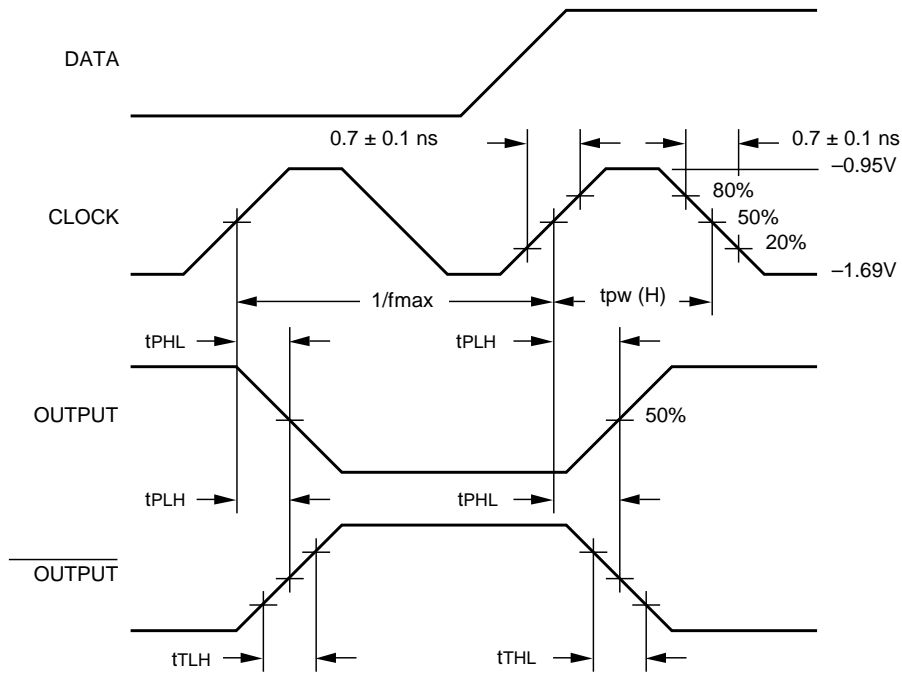 DATA
0.7 ± 0.1 ns
0.7 ± 0.1 ns
–0.95V
80%
CLOCK
50%
20%
–1.69V
1/fmax
tpw (H)
tPHL
tPLH
OUTPUT
50%
tPLH
tPHL
OUTPUT
tTLH
tTHL